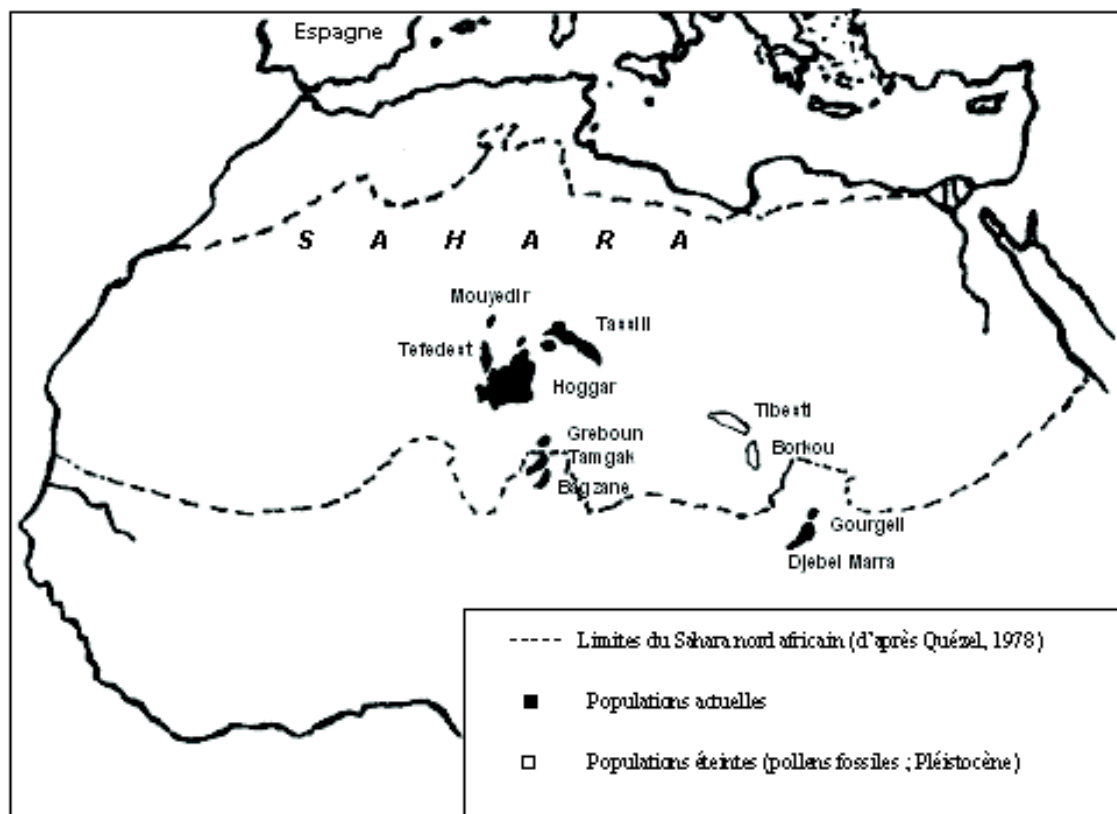 Espagne
S A H A R A
Mouyedir
Tassili
Tefedest
Hoggar
Tibesti
Greboun
Borkou
Tamgak
Bagzane
Gourgeil
Djebel Marra
Limites du Sahara nord africain (d'après Quézel, 1978)
Populations actuelles
Populations éteintes (pollens fossiles ; Pléistocène)